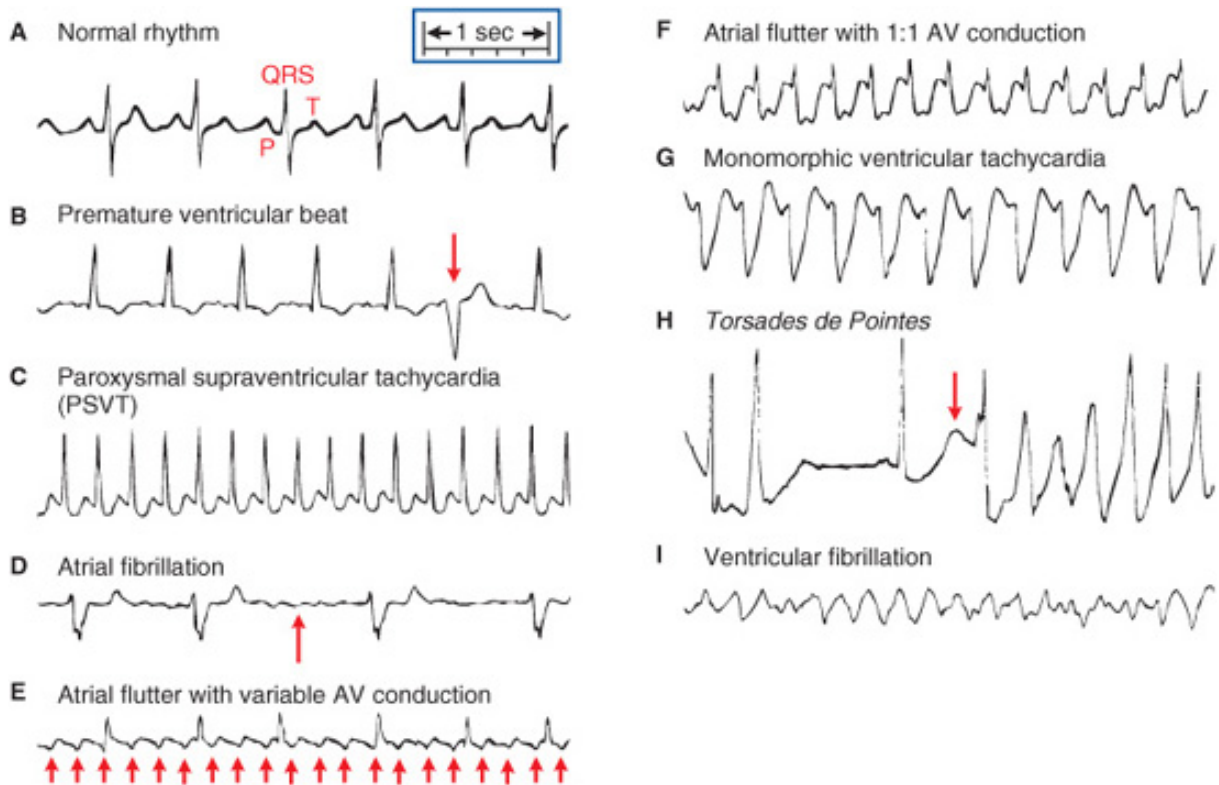 A Normal rhythm
1 sec
QRS
T
P
B Premature ventricular beat
C Paroxysmal supraventricular tachycardia
(PSVT)
D Atrial fibrillation
E Atrial flutter with variable AV conduction
F Atrial flutter with 1:1 AV conduction
G Monomorphic ventricular tachycardia
H Torsades de Pointes
I Ventricular fibrillation